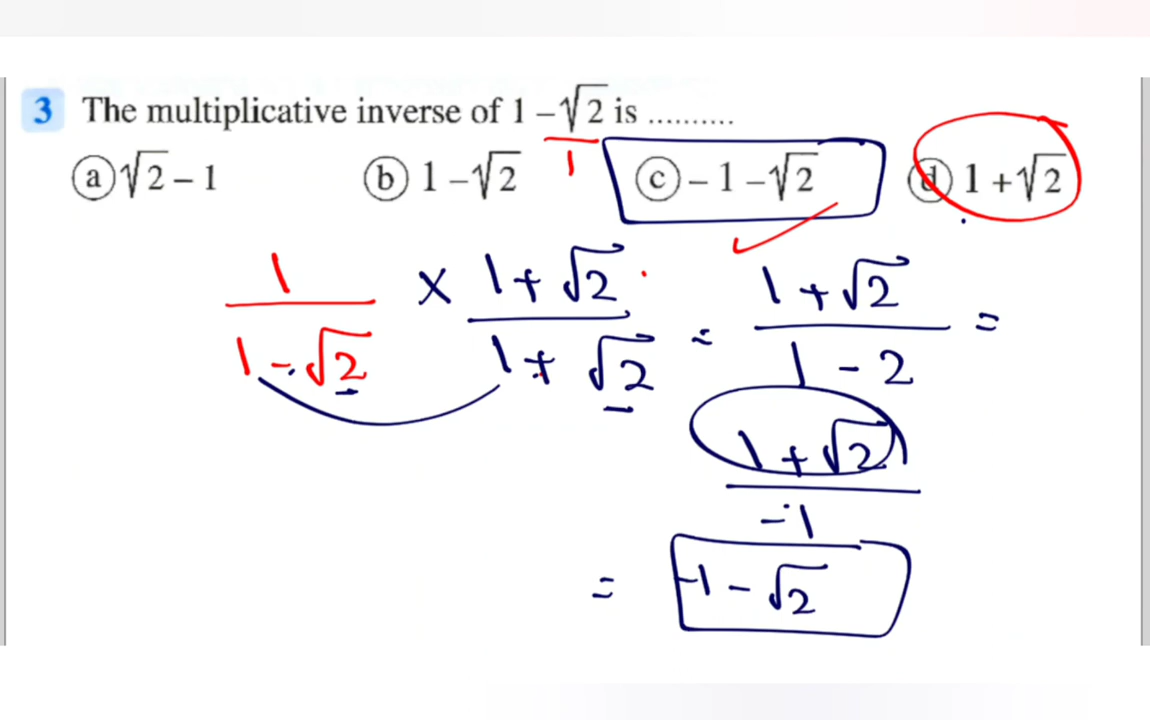 3 The multiplicative inverse of 1 – √2 is ..........
1
ⓐ √2 – 1 ⓑ 1 – √2 ⓒ – 1 – √2 ⓓ 1 + √2
1 / 1 - √2 × 1 + √2 / 1 + √2 = 1 + √2 / 1 - 2 =
1 + √2 / -1
= -1 - √2